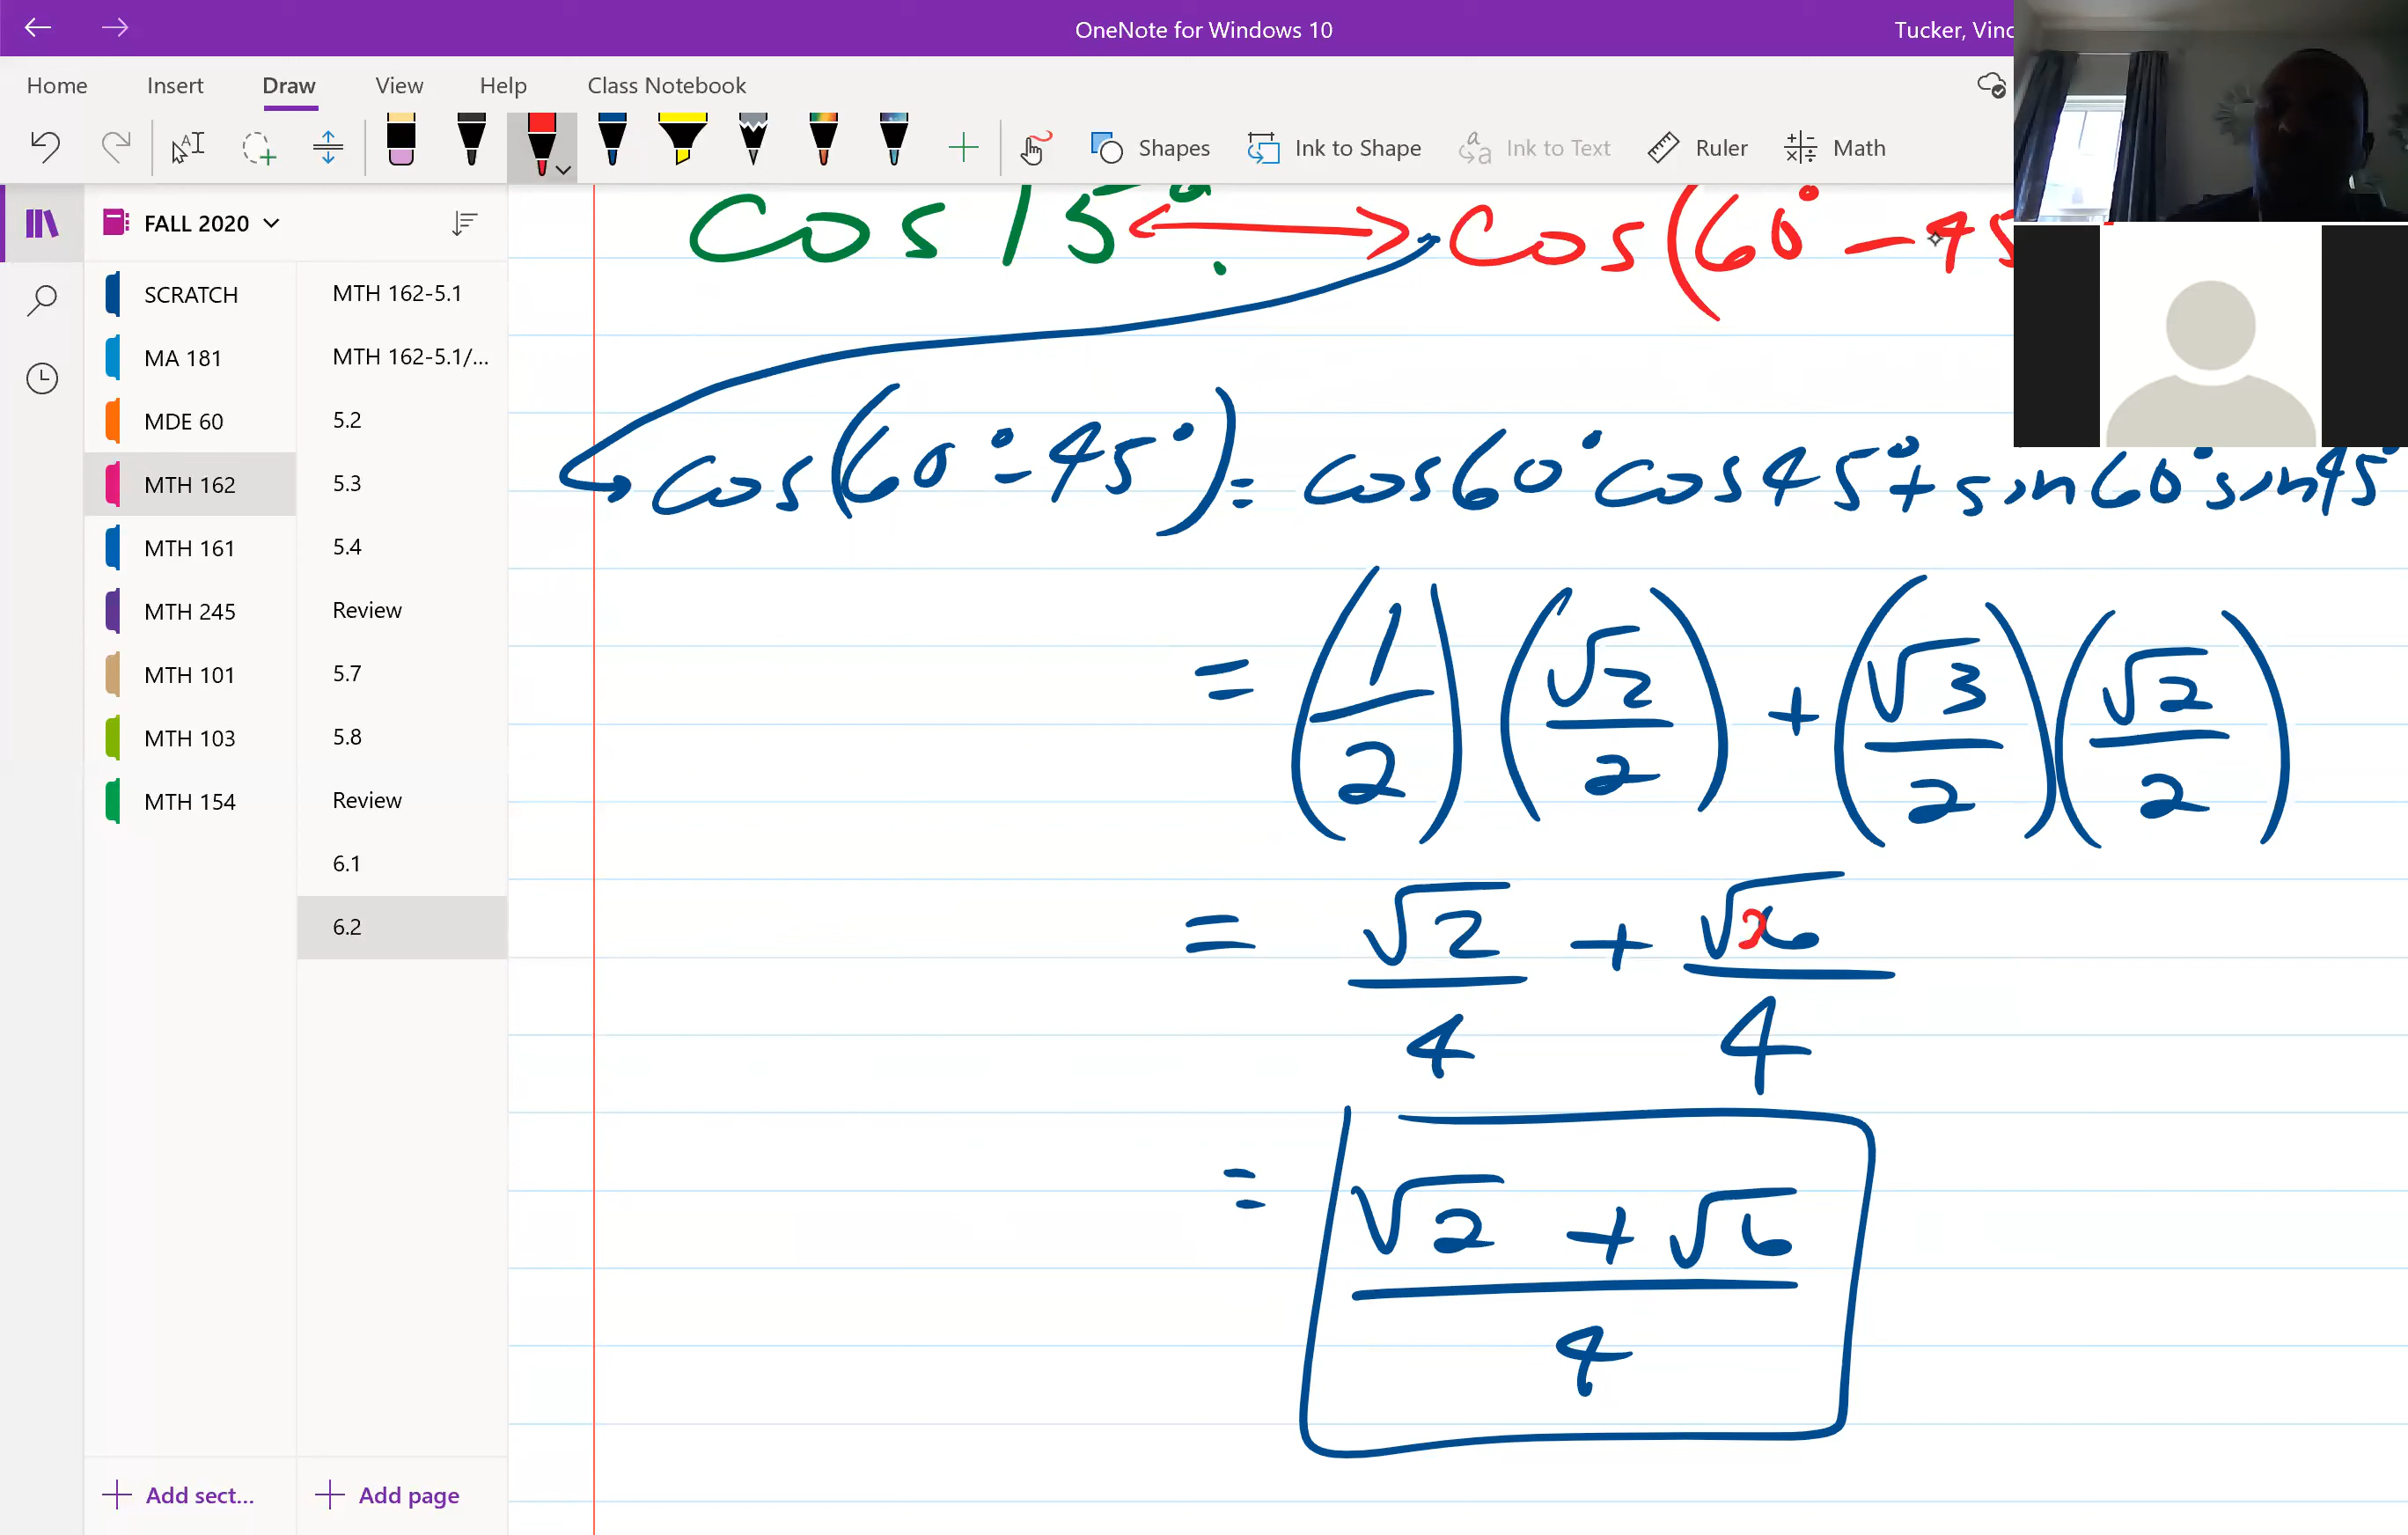 OneNote for Windows 10
Tucker, Vinc
Home Insert Draw View Help Class Notebook
Shapes Ink to Shape Ink to Text Ruler Math
FALL 2020
SCRATCH
MA 181
MDE 60
MTH 162
MTH 161
MTH 245
MTH 101
MTH 103
MTH 154
Add sect...
MTH 162-5.1
MTH 162-5.1/...
5.2
5.3
5.4
Review
5.7
5.8
Review
6.1
6.2
Add page
cos 15°. cos(60° - 45
cos(60° - 45°) = cos60° cos45° + sin60° sin45°
= (1/2)(√2/2) + (√3/2)(√2/2)
= √2/4 + √6/4
= (√2 + √6)/4